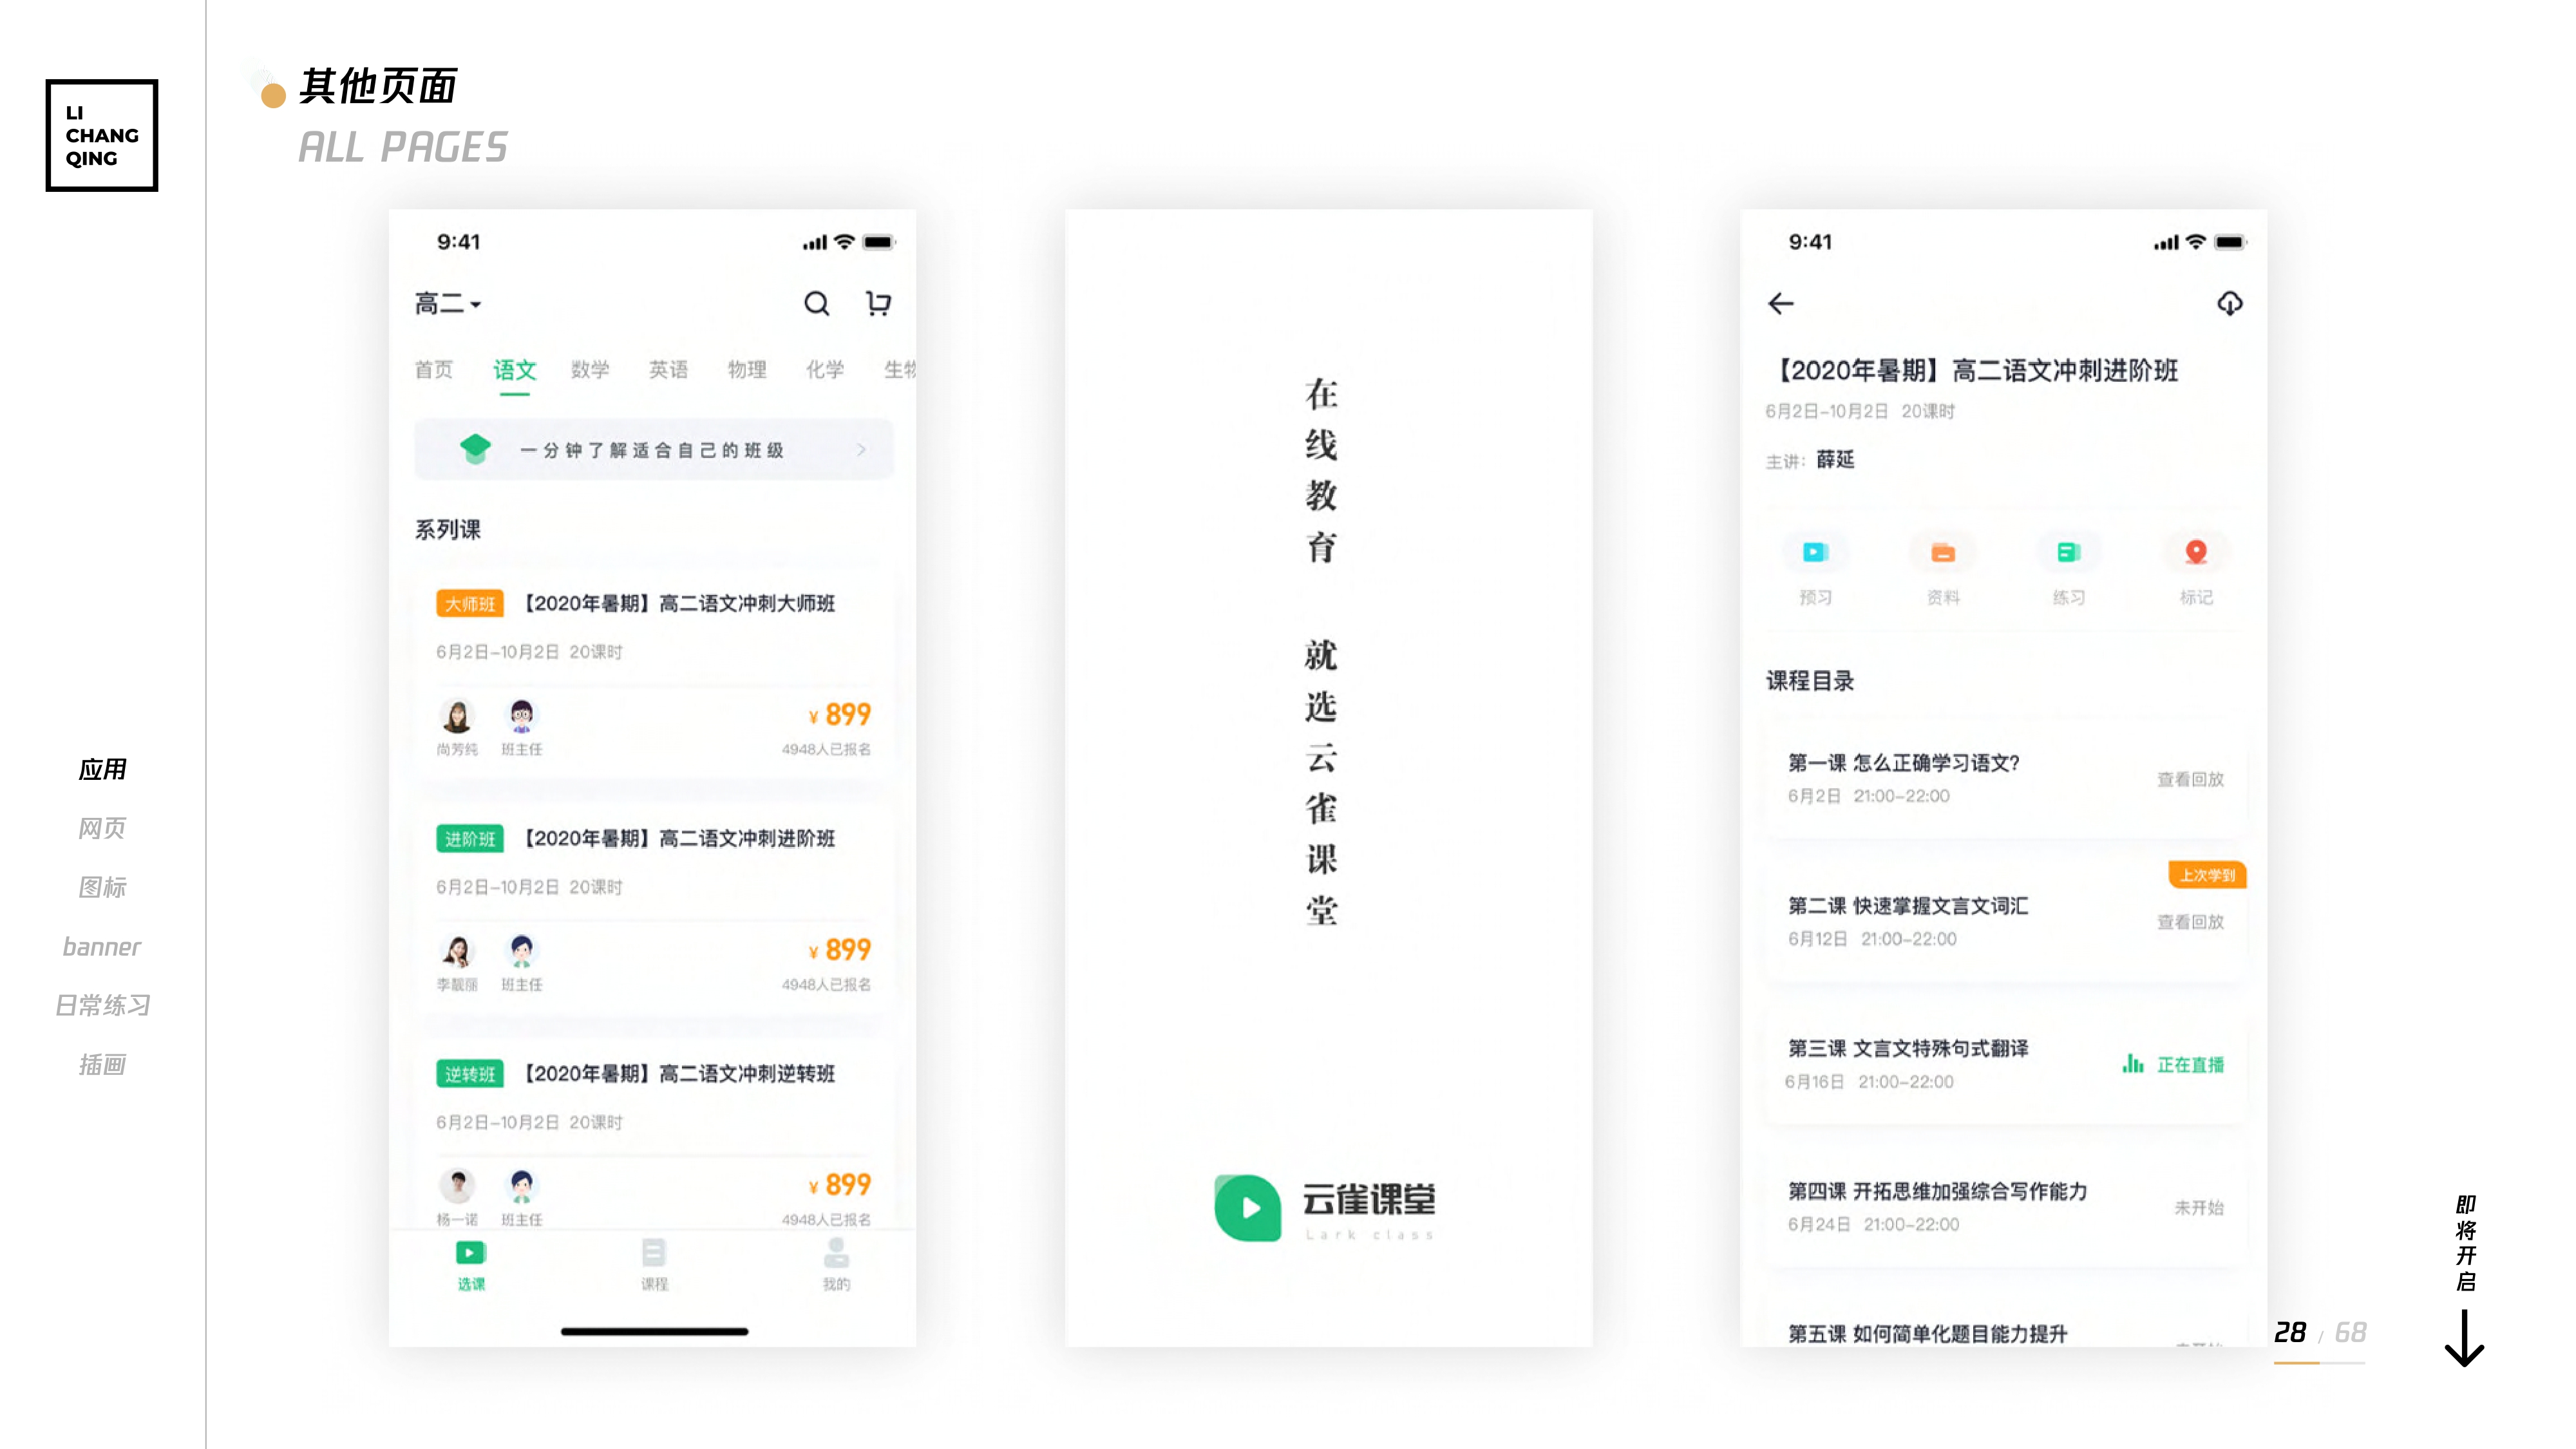 LI
CHANG
QING
其他页面
ALL PAGES
应用
网页
图标
banner
日常练习
插画
9:41
高二
首页 语文 数学 英语 物理 化学 生物
一分钟了解适合自己的班级
系列课
大师班 【2020年暑期】高二语文冲刺大师班
6月2日-10月2日 20课时
¥ 899
尚芳纯 班主任 4948人已报名
进阶班 【2020年暑期】高二语文冲刺进阶班
6月2日-10月2日 20课时
¥ 899
李靓丽 班主任 4948人已报名
逆转班 【2020年暑期】高二语文冲刺逆转班
6月2日-10月2日 20课时
¥ 899
杨一诺 班主任 4948人已报名
选课 课程 我的
在线教育 就选云雀课堂
云雀课堂
Lark class
9:41
【2020年暑期】高二语文冲刺进阶班
6月2日-10月2日 20课时
主讲: 薛延
预习 资料 练习 标记
课程目录
第一课 怎么正确学习语文?
6月2日 21:00-22:00
查看回放
上次学到
第二课 快速掌握文言文词汇
6月12日 21:00-22:00
查看回放
第三课 文言文特殊句式翻译
6月16日 21:00-22:00
正在直播
第四课 开拓思维加强综合写作能力
6月24日 21:00-22:00
未开始
第五课 如何简单化题目能力提升
即将开启
28 / 68